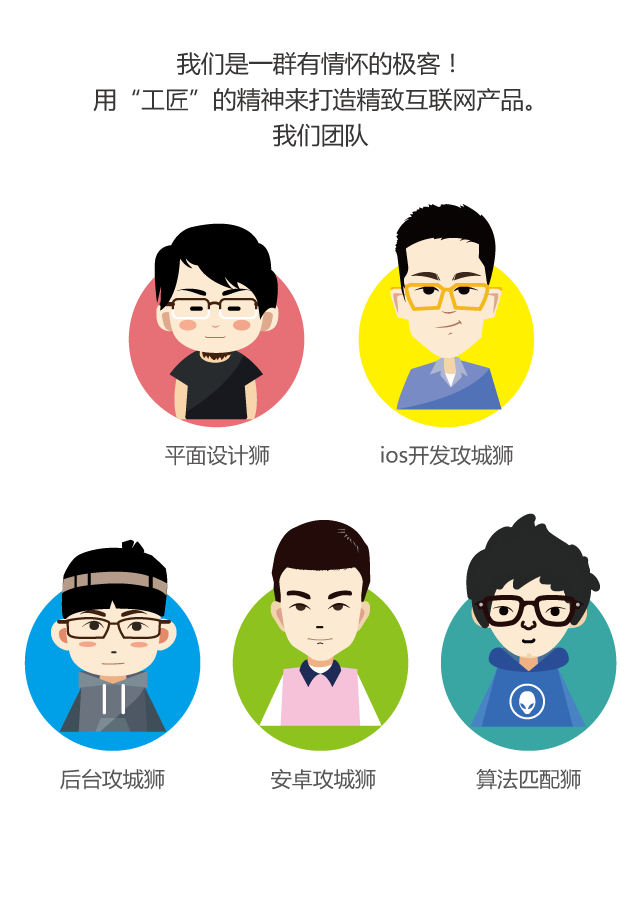 我们是一群有情怀的极客！
用“工匠”的精神来打造精致互联网产品。
我们团队
平面设计狮
ios开发攻城狮
后台攻城狮
安卓攻城狮
算法匹配狮